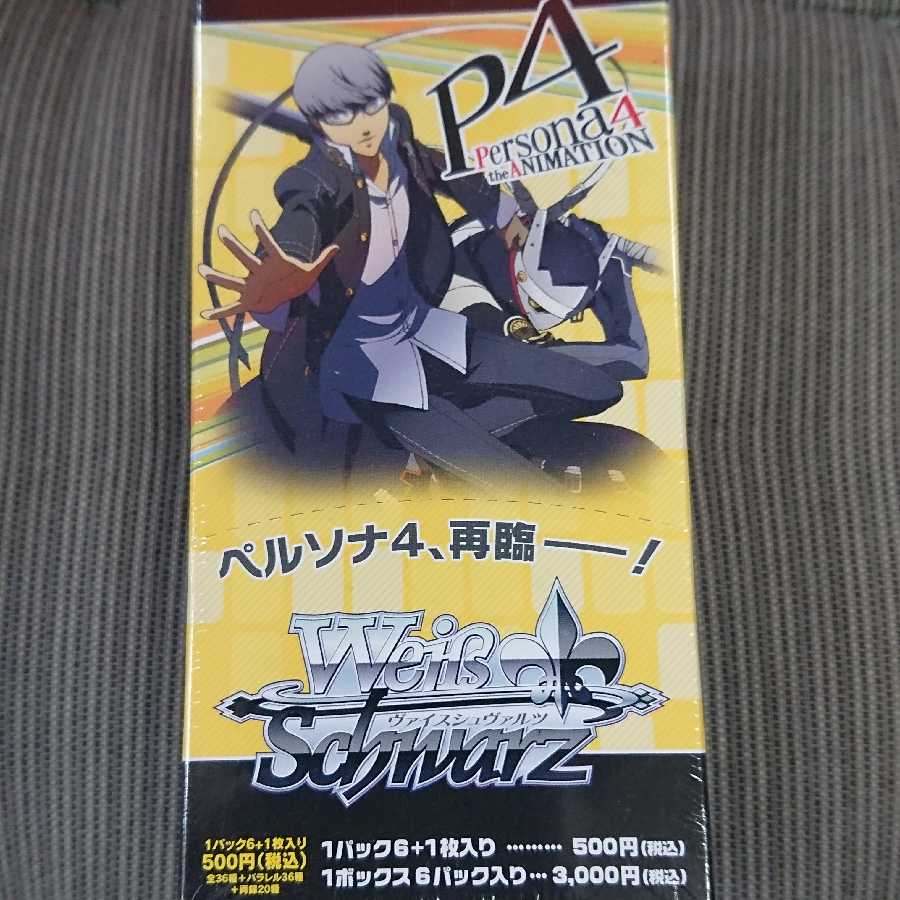 P4
Persona4
the ANIMATION
ペルソナ4、再臨――!
Weiß
ヴァイスシュヴァルツ
Schwarz
1パック6+1枚入り
500円(税込)
全36種+パラレル36種
+再録20種
1パック6+1枚入り ……… 500円(税込)
1ボックス6パック入り… 3,000円(税込)